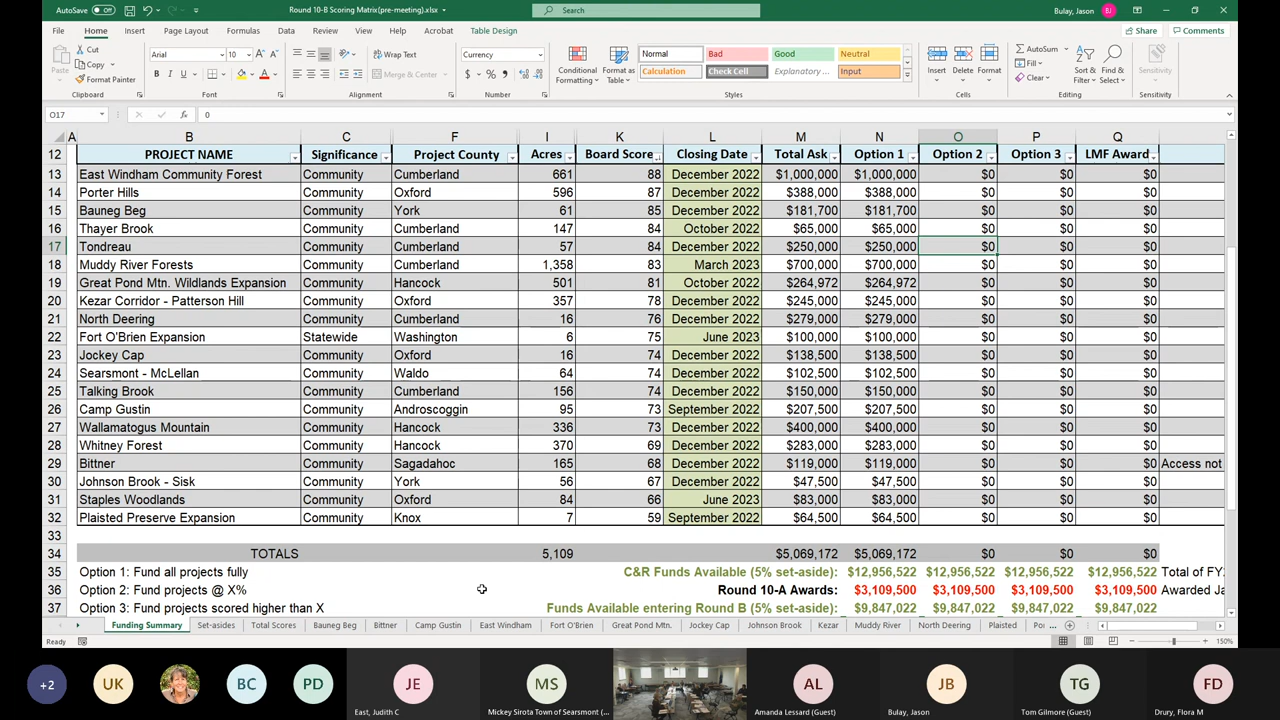 AutoSave Off Round 10-B Scoring Matrix(pre-meeting).xlsx Search Bulay, Jason BJ
File Home Insert Page Layout Formulas Data Review View Help Acrobat Table Design Share Comments
Paste Cut Copy Format Painter Clipboard
Arial 10 Font
Wrap Text Merge & Center Alignment
Currency Number
Conditional Formatting Format as Table
Normal Bad Good Neutral
Calculation Check Cell Explanatory ... Input
Styles
Insert Delete Format Cells
AutoSum Fill Clear Sort & Filter Find & Select Editing
Sensitivity Sensitivity
O17 fx 0
A B C F I K L M N O P Q
12 PROJECT NAME Significance Project County Acres Board Score Closing Date Total Ask Option 1 Option 2 Option 3 LMF Award
13 East Windham Community Forest Community Cumberland 661 88 December 2022 $1,000,000 $1,000,000 $0 $0 $0
14 Porter Hills Community Oxford 596 87 December 2022 $388,000 $388,000 $0 $0 $0
15 Bauneg Beg Community York 61 85 December 2022 $181,700 $181,700 $0 $0 $0
16 Thayer Brook Community Cumberland 147 84 October 2022 $65,000 $65,000 $0 $0 $0
17 Tondreau Community Cumberland 57 84 December 2022 $250,000 $250,000 $0 $0 $0
18 Muddy River Forests Community Cumberland 1,358 83 March 2023 $700,000 $700,000 $0 $0 $0
19 Great Pond Mtn. Wildlands Expansion Community Hancock 501 81 October 2022 $264,972 $264,972 $0 $0 $0
20 Kezar Corridor - Patterson Hill Community Oxford 357 78 December 2022 $245,000 $245,000 $0 $0 $0
21 North Deering Community Cumberland 16 76 December 2022 $279,000 $279,000 $0 $0 $0
22 Fort O'Brien Expansion Statewide Washington 6 75 June 2023 $100,000 $100,000 $0 $0 $0
23 Jockey Cap Community Oxford 16 74 December 2022 $138,500 $138,500 $0 $0 $0
24 Searsmont - McLellan Community Waldo 64 74 December 2022 $102,500 $102,500 $0 $0 $0
25 Talking Brook Community Cumberland 156 74 December 2022 $150,000 $150,000 $0 $0 $0
26 Camp Gustin Community Androscoggin 95 73 September 2022 $207,500 $207,500 $0 $0 $0
27 Wallamatogus Mountain Community Hancock 336 73 December 2022 $400,000 $400,000 $0 $0 $0
28 Whitney Forest Community Hancock 370 69 December 2022 $283,000 $283,000 $0 $0 $0
29 Bittner Community Sagadahoc 165 68 December 2022 $119,000 $119,000 $0 $0 $0 Access not
30 Johnson Brook - Sisk Community York 56 67 December 2022 $47,500 $47,500 $0 $0 $0
31 Staples Woodlands Community Oxford 84 66 June 2023 $83,000 $83,000 $0 $0 $0
32 Plaisted Preserve Expansion Community Knox 7 59 September 2022 $64,500 $64,500 $0 $0 $0
33
34 TOTALS 5,109 $5,069,172 $5,069,172 $0 $0 $0
35 Option 1: Fund all projects fully C&R Funds Available (5% set-aside): $12,956,522 $12,956,522 $12,956,522 $12,956,522 Total of FY
36 Option 2: Fund projects @ X% Round 10-A Awards: $3,109,500 $3,109,500 $3,109,500 $3,109,500 Awarded Ja
37 Option 3: Fund projects scored higher than X Funds Available entering Round B (5% set-aside): $9,847,022 $9,847,022 $9,847,022 $9,847,022
Funding Summary Set-asides Total Scores Bauneg Beg Bittner Camp Gustin East Windham Fort O'Brien Great Pond Mtn. Jockey Cap Johnson Brook Kezar Muddy River North Deering Plaisted Po ...
Ready 150%
+2 UK BC PD JE MS AL JB TG FD
East, Judith C Mickey Sirota Town of Searsmont (... Amanda Lessard (Guest) Bulay, Jason Tom Gilmore (Guest) Drury, Flora M